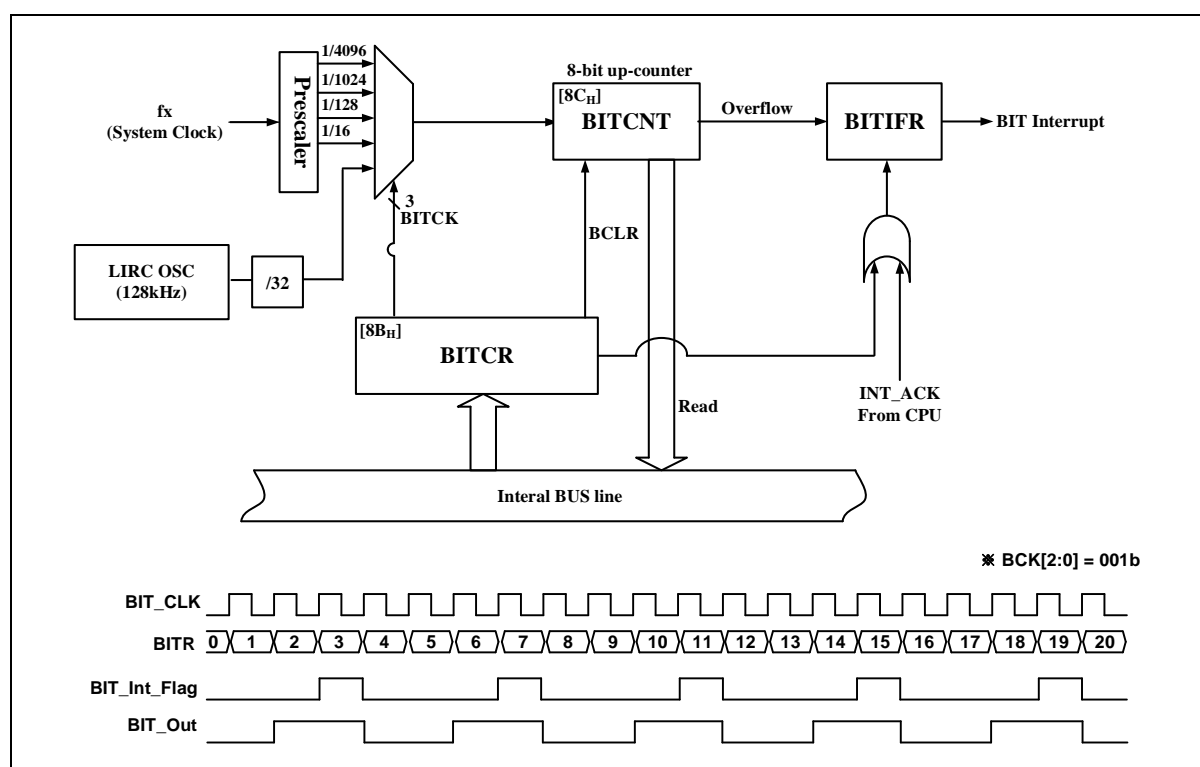 1/4096
1/1024
1/128
1/16
Prescaler
fx
(System Clock)
3
BITCK
LIRC OSC
(128kHz)
/32
8-bit up-counter
[8CH]
BITCNT
Overflow
BITIFR
BIT Interrupt
BCLR
[8BH]
BITCR
Read
INT_ACK
From CPU
Interal BUS line
※ BCK[2:0] = 001b
BIT_CLK
BITR 0 1 2 3 4 5 6 7 8 9 10 11 12 13 14 15 16 17 18 19 20
BIT_Int_Flag
BIT_Out